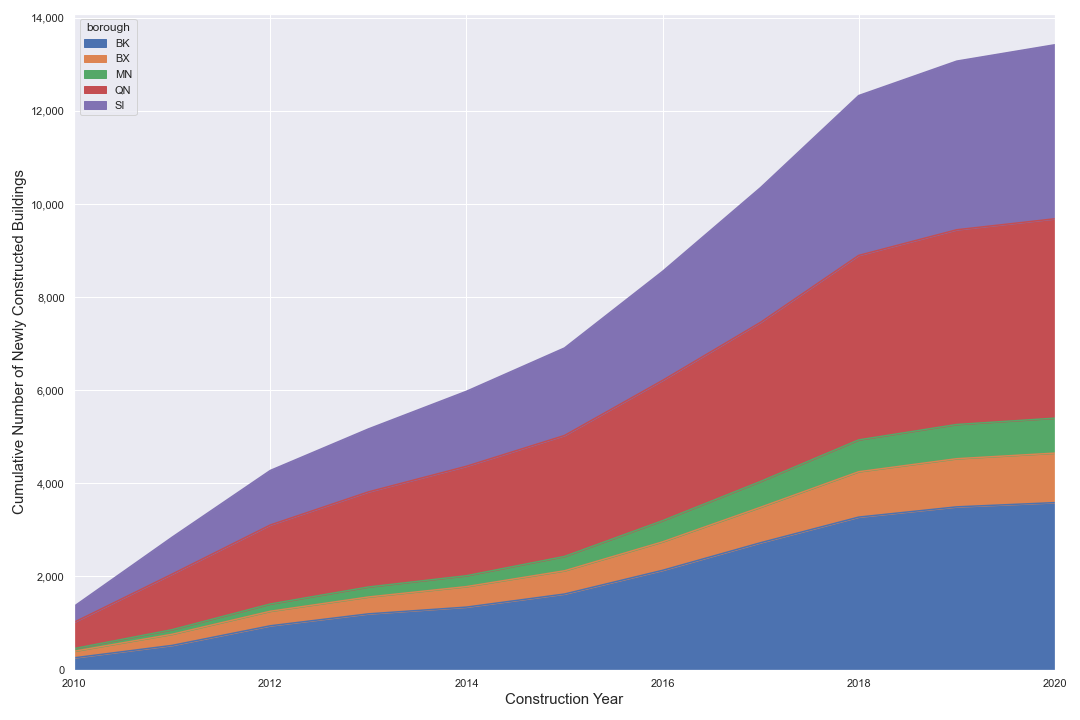 14,000
borough
BK
BX
MN
QN
SI
12,000
10,000
8,000
6,000
4,000
2,000
0
Cumulative Number of Newly Constructed Buildings
2010 2012 2014 2016 2018 2020
Construction Year